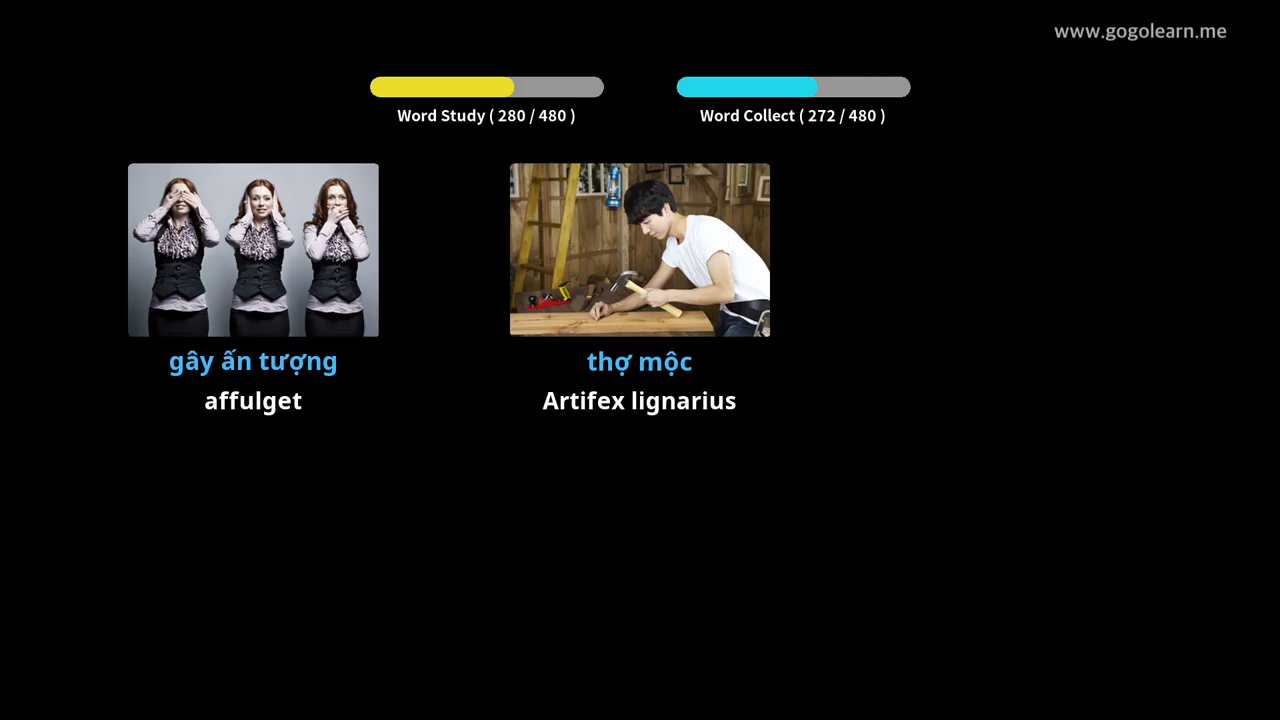 www.gogolearn.me
Word Study ( 280 / 480 )
Word Collect ( 272 / 480 )
gây ấn tượng
affulget
thợ mộc
Artifex lignarius